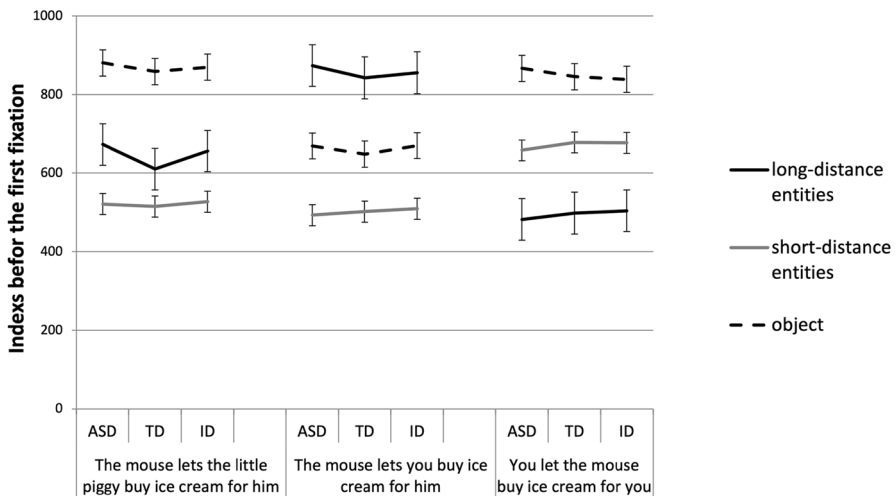 1000
800
600
400
200
0
Indexs befor the first fixation
ASD TD ID ASD TD ID ASD TD ID
The mouse lets the little
piggy buy ice cream for him
The mouse lets you buy ice
cream for him
You let the mouse
buy ice cream for you
long-distance
entities
short-distance
entities
object